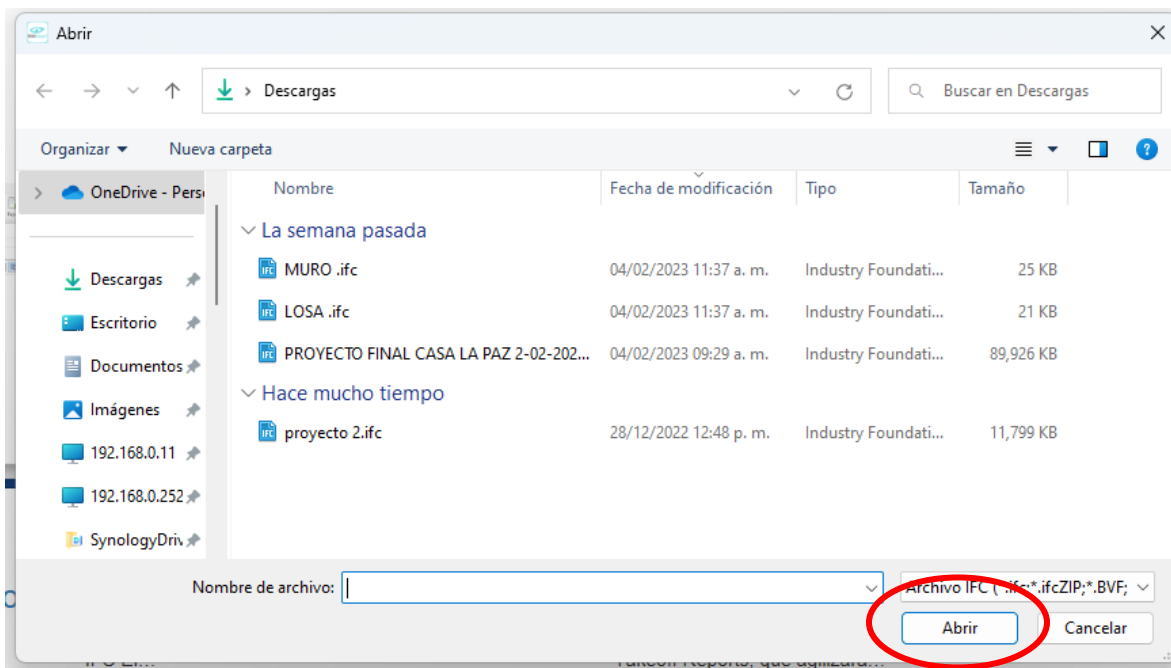 Abrir
Descargas
Buscar en Descargas
Organizar
Nueva carpeta
OneDrive - Pers
Nombre
Fecha de modificación
Tipo
Tamaño
La semana pasada
MURO .ifc 04/02/2023 11:37 a. m. Industry Foundati... 25 KB
LOSA .ifc 04/02/2023 11:37 a. m. Industry Foundati... 21 KB
PROYECTO FINAL CASA LA PAZ 2-02-202... 04/02/2023 09:29 a. m. Industry Foundati... 89,926 KB
Hace mucho tiempo
proyecto 2.ifc 28/12/2022 12:48 p. m. Industry Foundati... 11,799 KB
Descargas
Escritorio
Documentos
Imágenes
192.168.0.11
192.168.0.252
SynologyDriv
Nombre de archivo:
Archivo IFC (*.ifc;*.ifcZIP;*.BVF;
Abrir
Cancelar